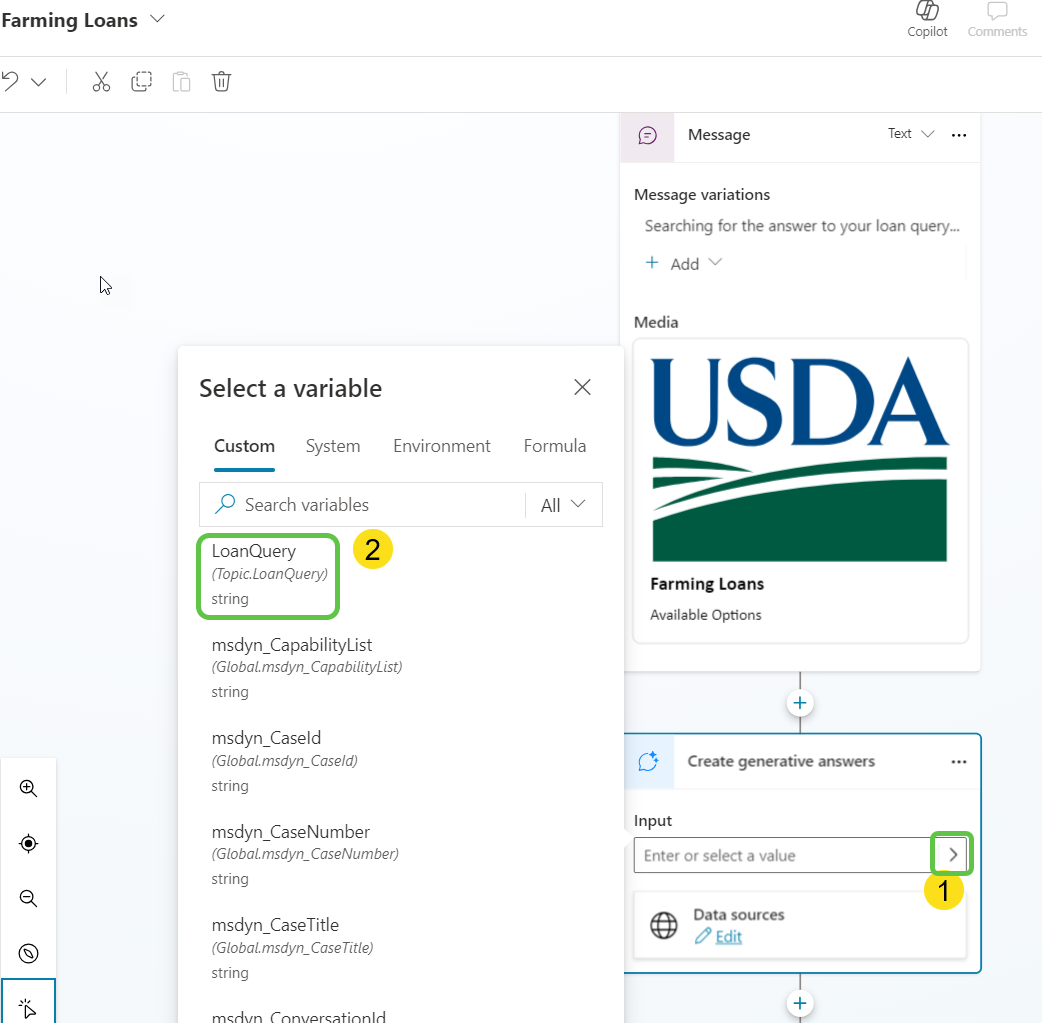 Farming Loans
Copilot
Comments
Message
Text
Message variations
Searching for the answer to your loan query...
Add
Media
USDA
Farming Loans
Available Options
Select a variable
Custom System Environment Formula
Search variables
All
LoanQuery
(Topic.LoanQuery)
string
2
msdyn_CapabilityList
(Global.msdyn_CapabilityList)
string
msdyn_CaseId
(Global.msdyn_CaseId)
string
msdyn_CaseNumber
(Global.msdyn_CaseNumber)
string
msdyn_CaseTitle
(Global.msdyn_CaseTitle)
string
msdyn_ConversationId
Create generative answers
Input
Enter or select a value
1
Data sources
Edit